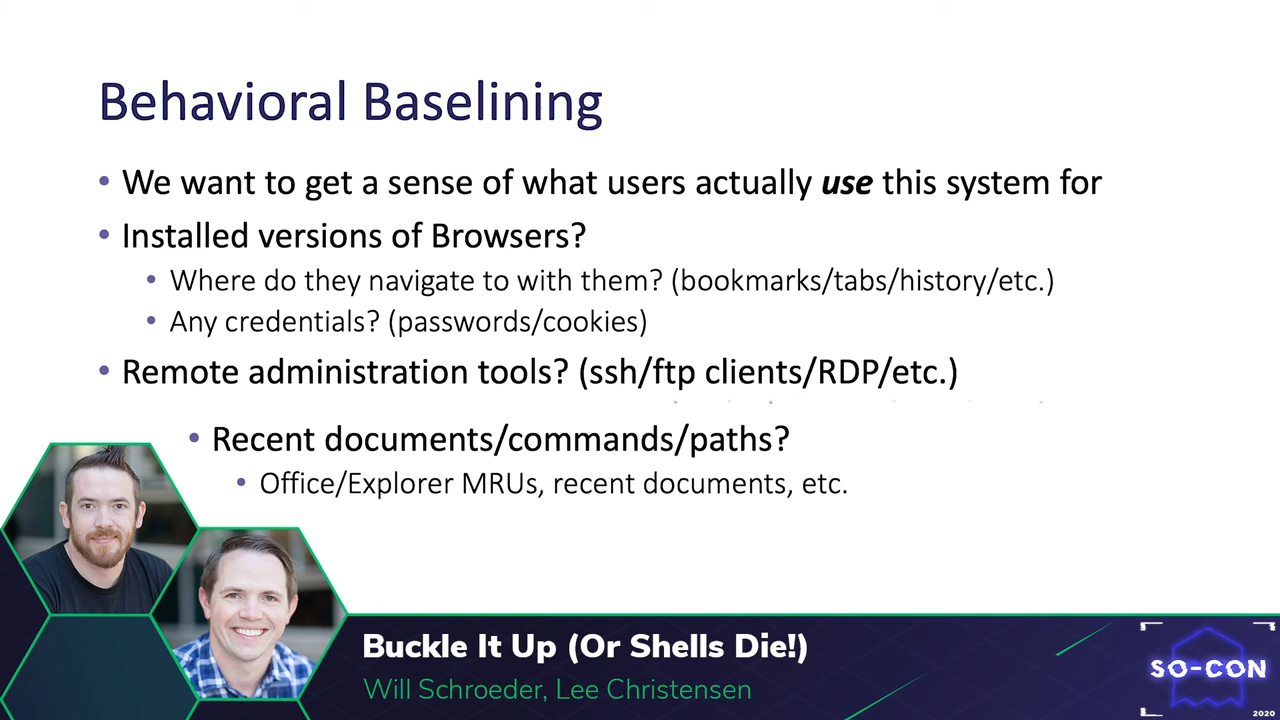 Behavioral Baselining
• We want to get a sense of what users actually use this system for
• Installed versions of Browsers?
• Where do they navigate to with them? (bookmarks/tabs/history/etc.)
• Any credentials? (passwords/cookies)
• Remote administration tools? (ssh/ftp clients/RDP/etc.)
• Recent documents/commands/paths?
• Office/Explorer MRUs, recent documents, etc.
Buckle It Up (Or Shells Die!)
Will Schroeder, Lee Christensen
SO-CON
2020